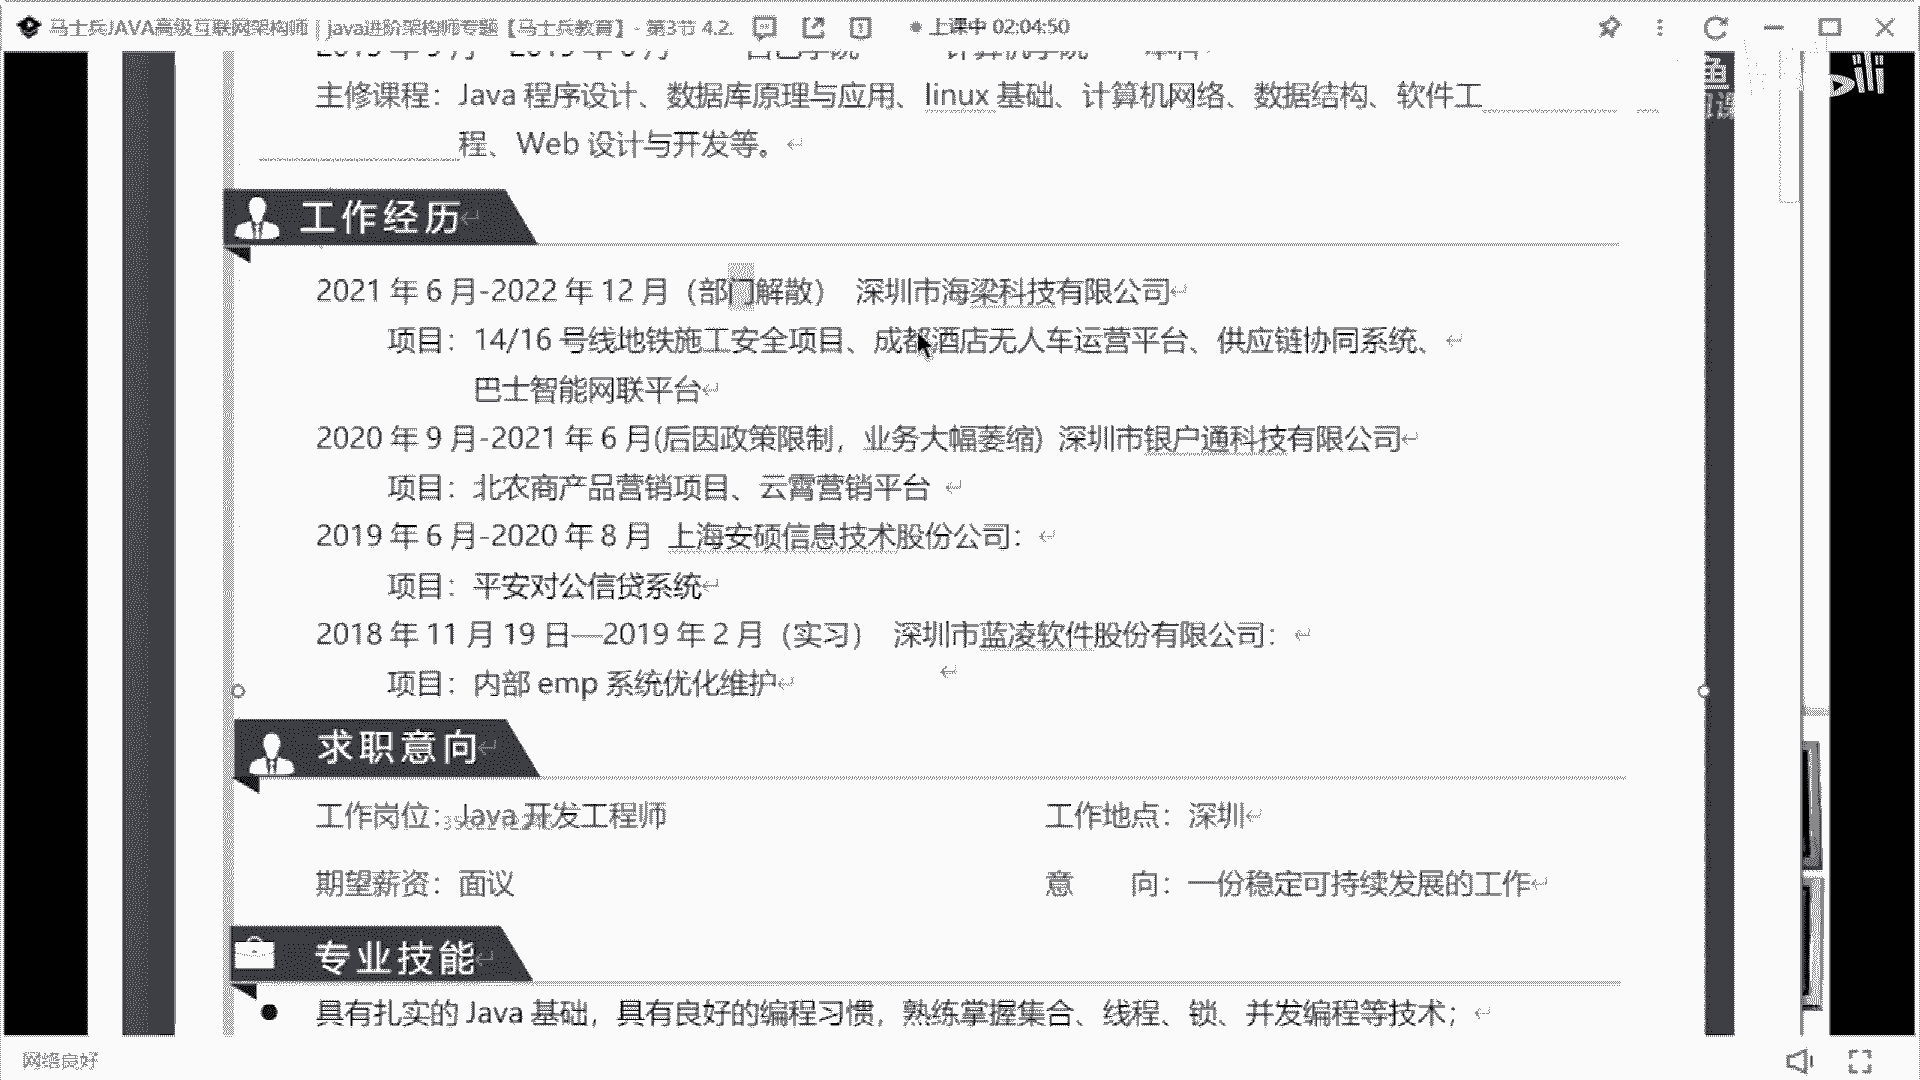 马士兵JAVA高级互联网架构师｜java进阶架构师专题【马士兵教育】- 第3节 4.2.
上课中 02:04:50
主修课程：Java 程序设计、数据库原理与应用、linux 基础、计算机网络、数据结构、软件工
程、Web 设计与开发等。
工作经历
2021 年 6 月-2022 年 12 月（部门解散） 深圳市海梁科技有限公司
项目：14/16 号线地铁施工安全项目、成都酒店无人车运营平台、供应链协同系统、
巴士智能网联平台
2020 年 9 月-2021 年 6 月(后因政策限制，业务大幅萎缩) 深圳市银户通科技有限公司
项目：北农商产品营销项目、云霄营销平台
2019 年 6 月-2020 年 8 月 上海安硕信息技术股份公司：
项目：平安对公信贷系统
2018 年 11 月 19 日—2019 年 2 月（实习） 深圳市蓝凌软件股份有限公司：
项目：内部 emp 系统优化维护
求职意向
工作岗位：Java 开发工程师 工作地点：深圳
期望薪资：面议 意 向：一份稳定可持续发展的工作
专业技能
● 具有扎实的 Java 基础，具有良好的编程习惯，熟练掌握集合、线程、锁、并发编程等技术；
网络良好